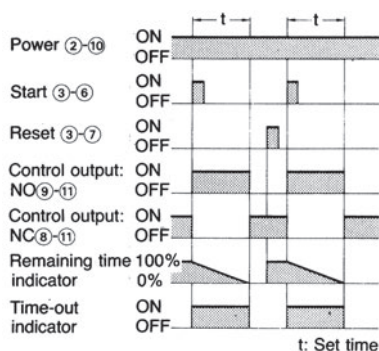 t t
Power ②-⑩ ON
OFF
Start ③-⑥ ON
OFF
Reset ③-⑦ ON
OFF
Control output: ON
NO⑨-⑪ OFF
Control output: ON
NC⑧-⑪ OFF
Remaining time 100%
indicator 0%
Time-out ON
indicator OFF
t: Set time